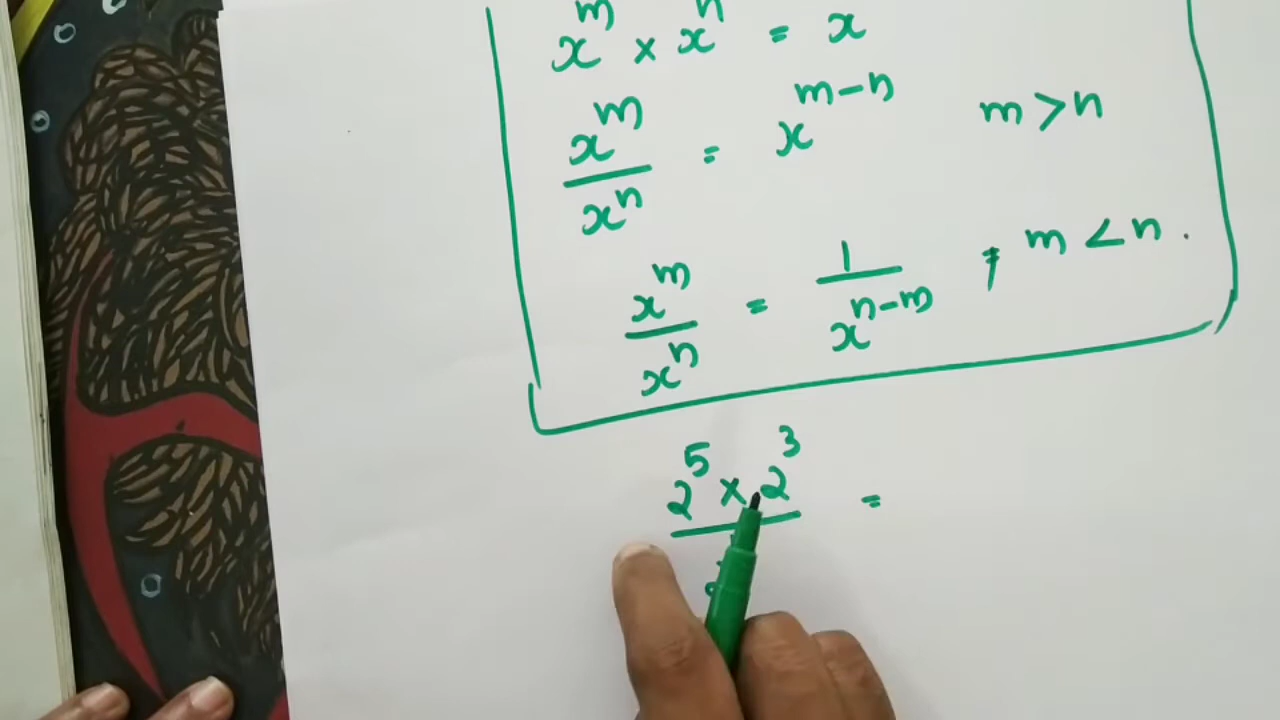 x^m × x^n = x
x^m / x^n = x^(m-n) m > n
x^m / x^n = 1 / x^(n-m) , m < n .
2^5 × 2^3 =